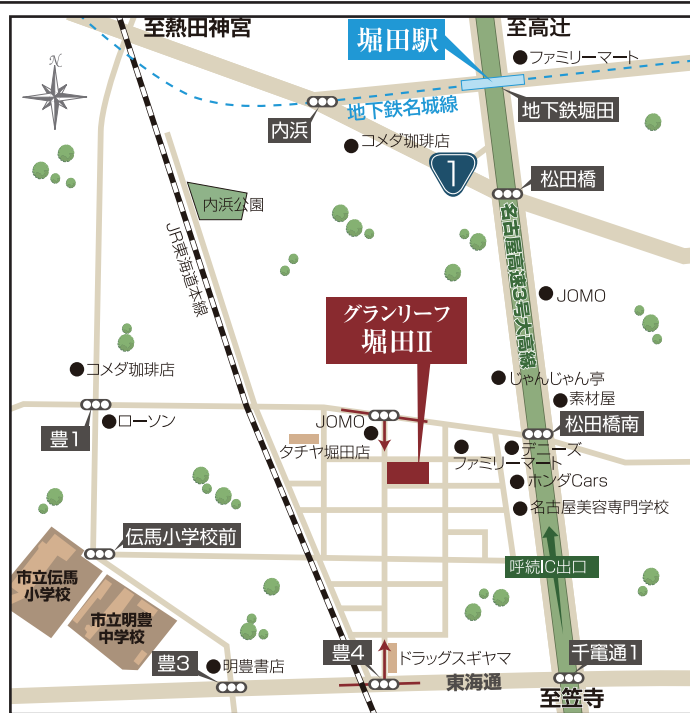 至熱田神宮
至高辻
堀田駅
ファミリーマート
N
地下鉄名城線
地下鉄堀田
内浜
コメダ珈琲店
1
松田橋
内浜公園
名古屋高速3号大高線
JR東海道本線
JOMO
グランリーフ
堀田II
じゃんじゃん亭
コメダ珈琲店
素材屋
豊1
ローソン
JOMO
松田橋南
タチヤ堀田店
デニーズ
ファミリーマート
ホンダCars
名古屋美容専門学校
伝馬小学校前
呼続IC出口
市立伝馬
小学校
市立明豊
中学校
豊3
明豊書店
豊4
ドラッグスギヤマ
千竃通1
東海通
至笠寺